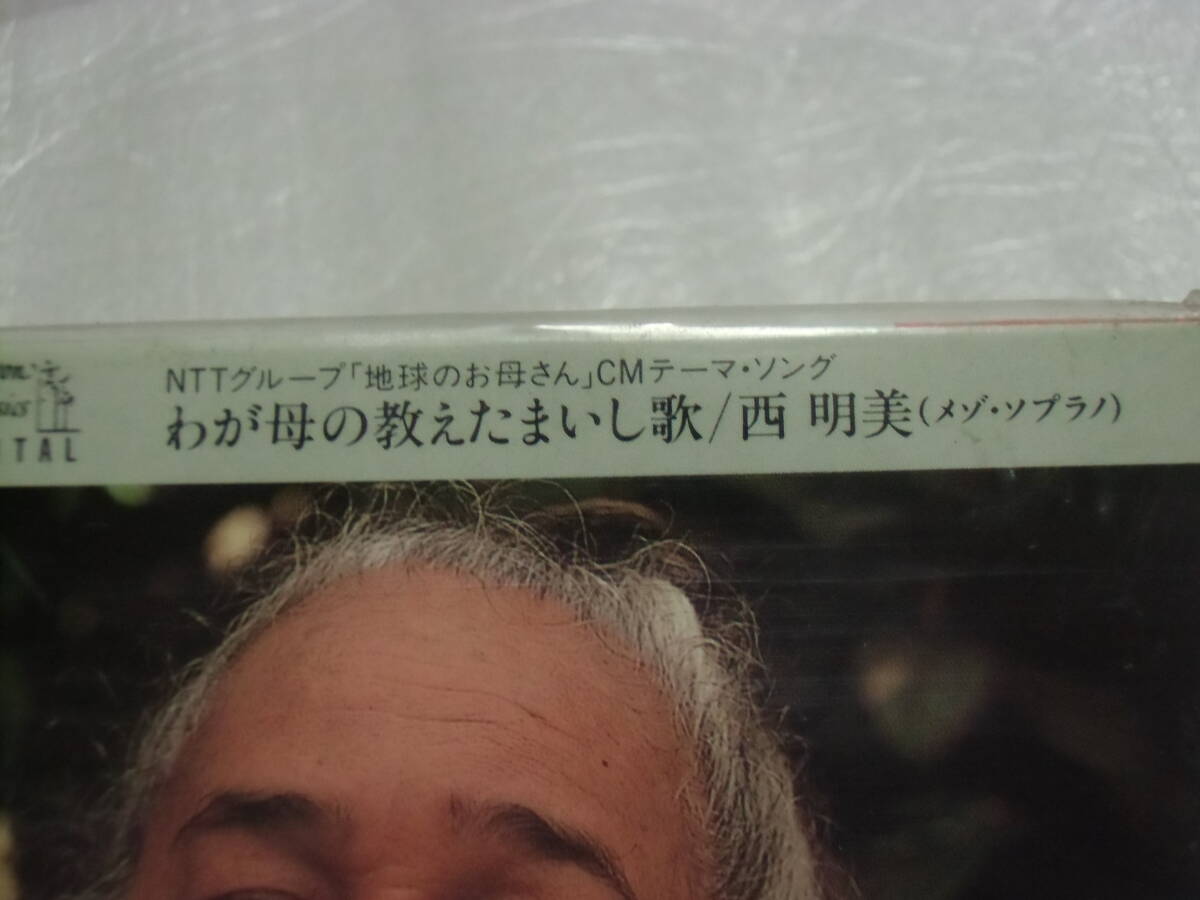 NTTグループ「地球のお母さん」CMテーマ・ソング
わが母の教えたまいし歌/西 明美(メゾ・ソプラノ)